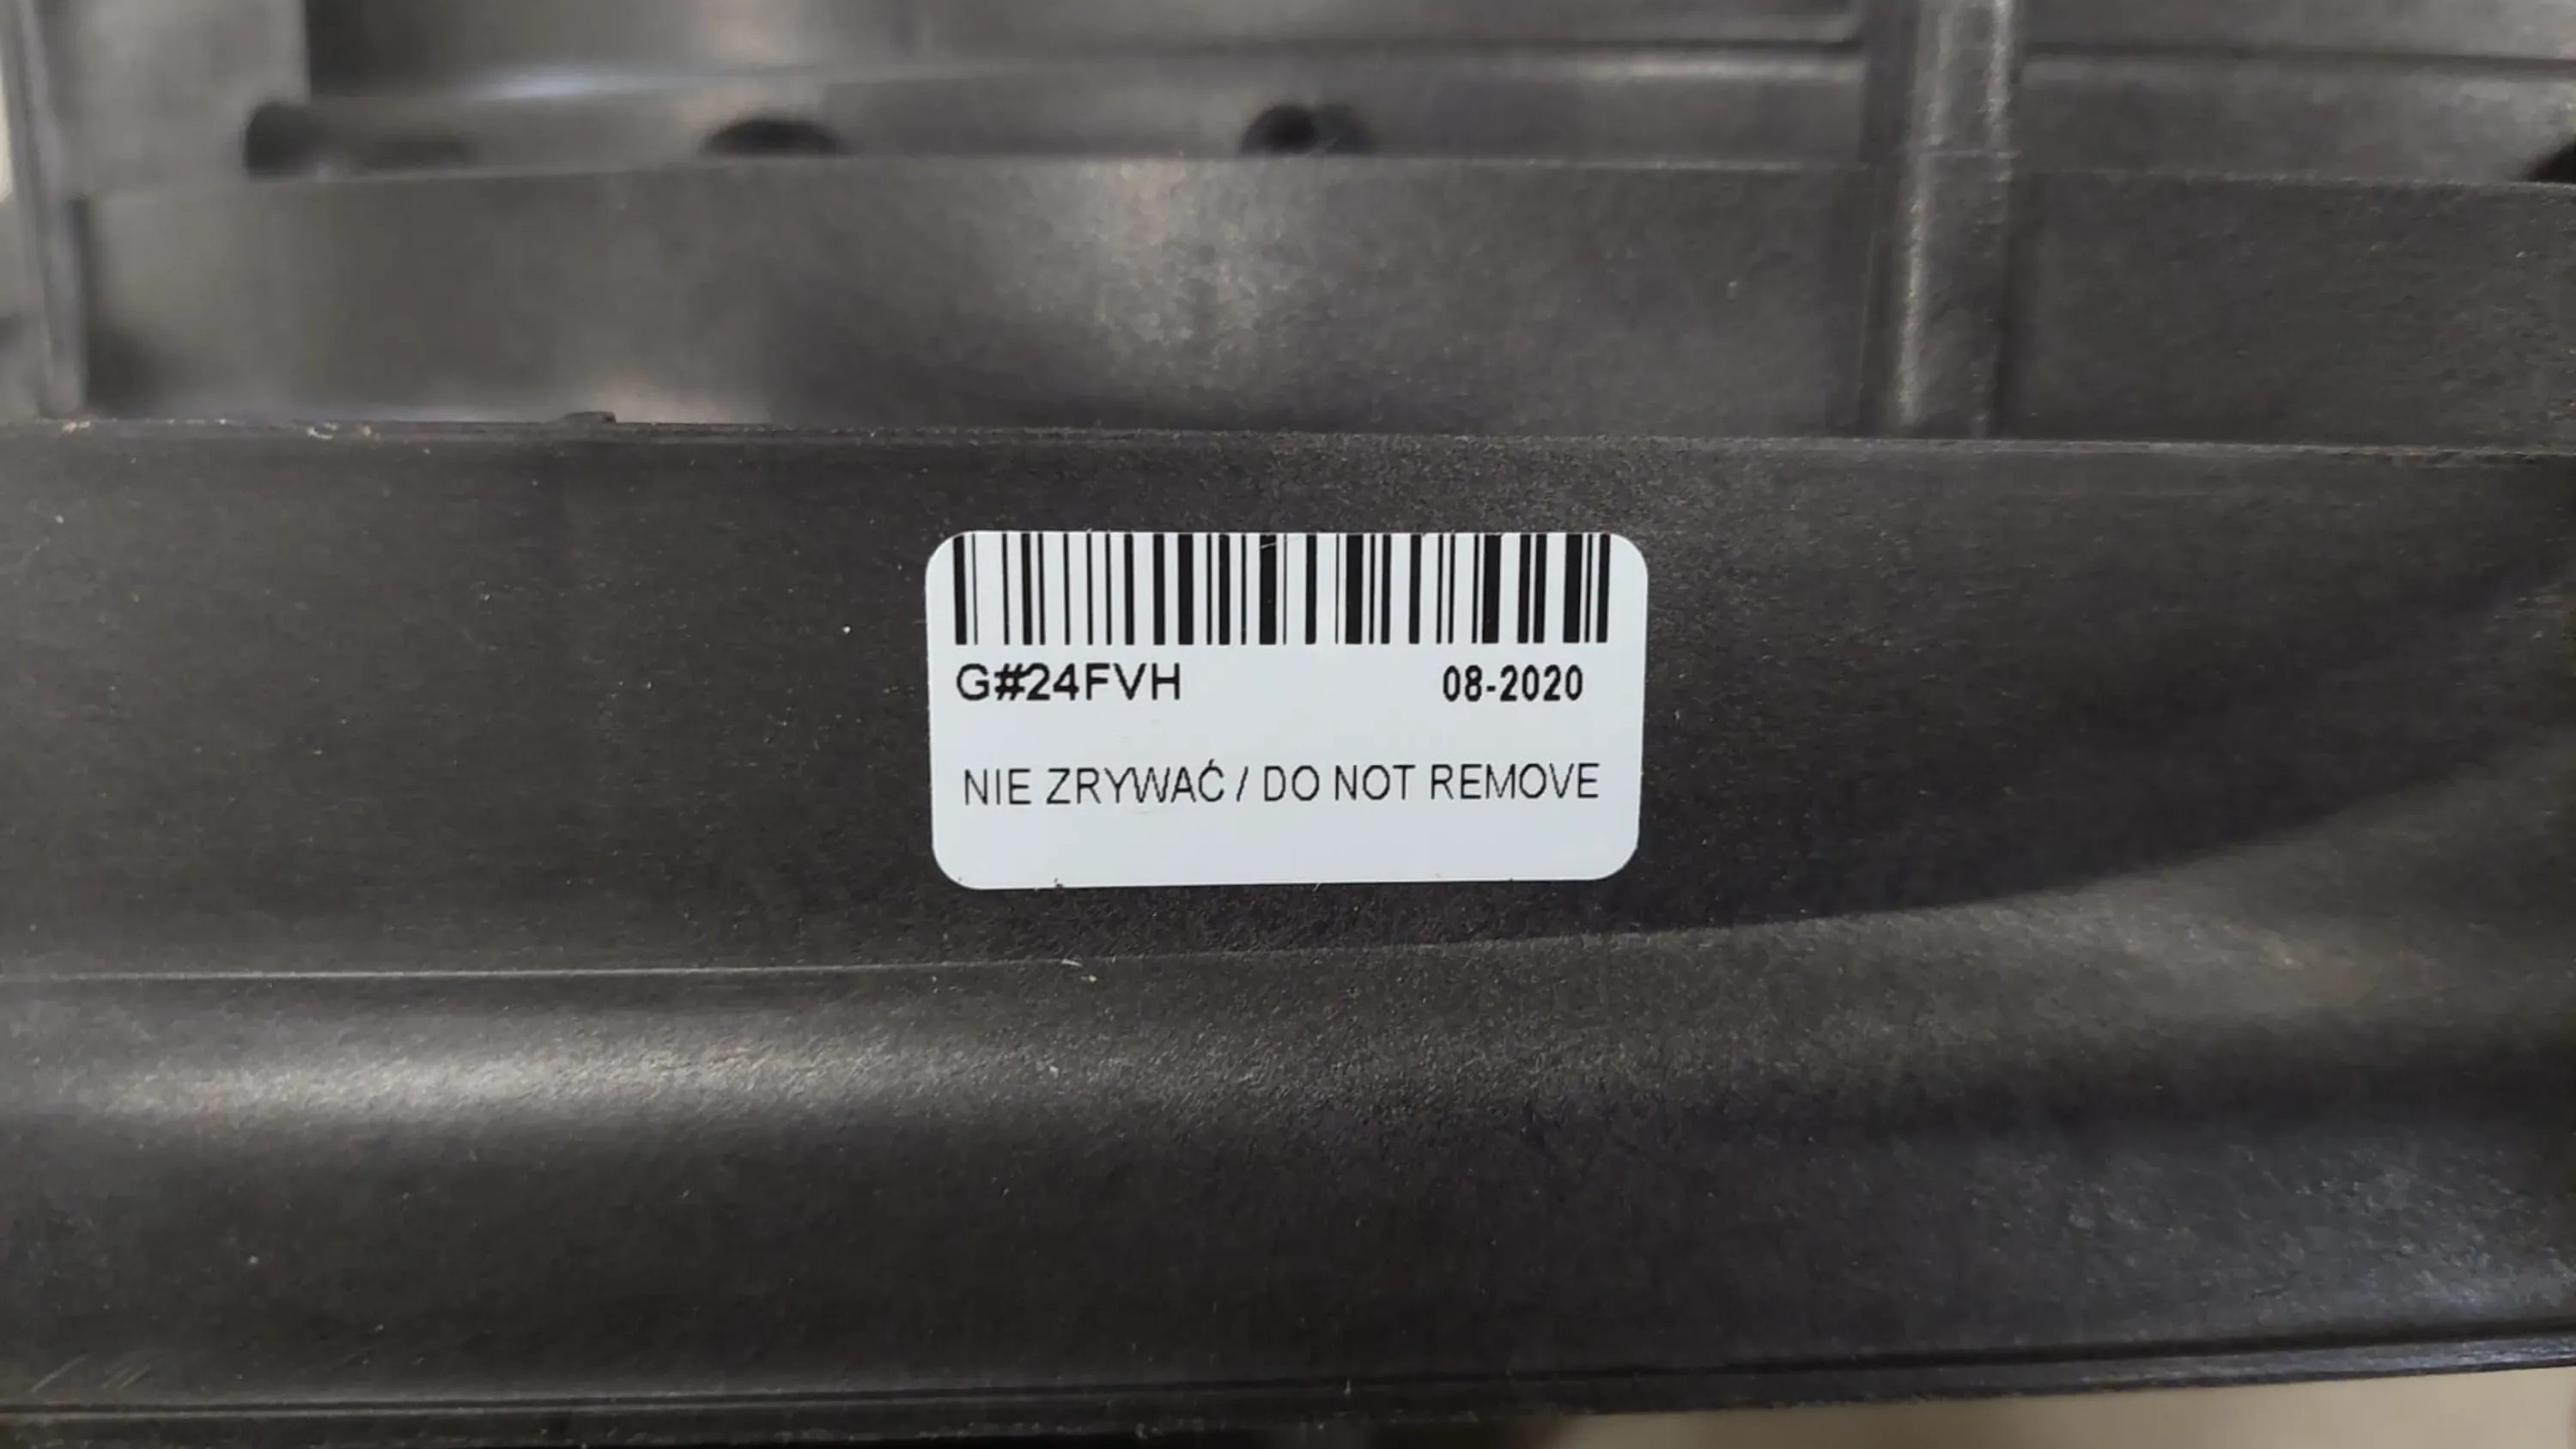 G#24FVH 08-2020
NIE ZRYWAĆ / DO NOT REMOVE